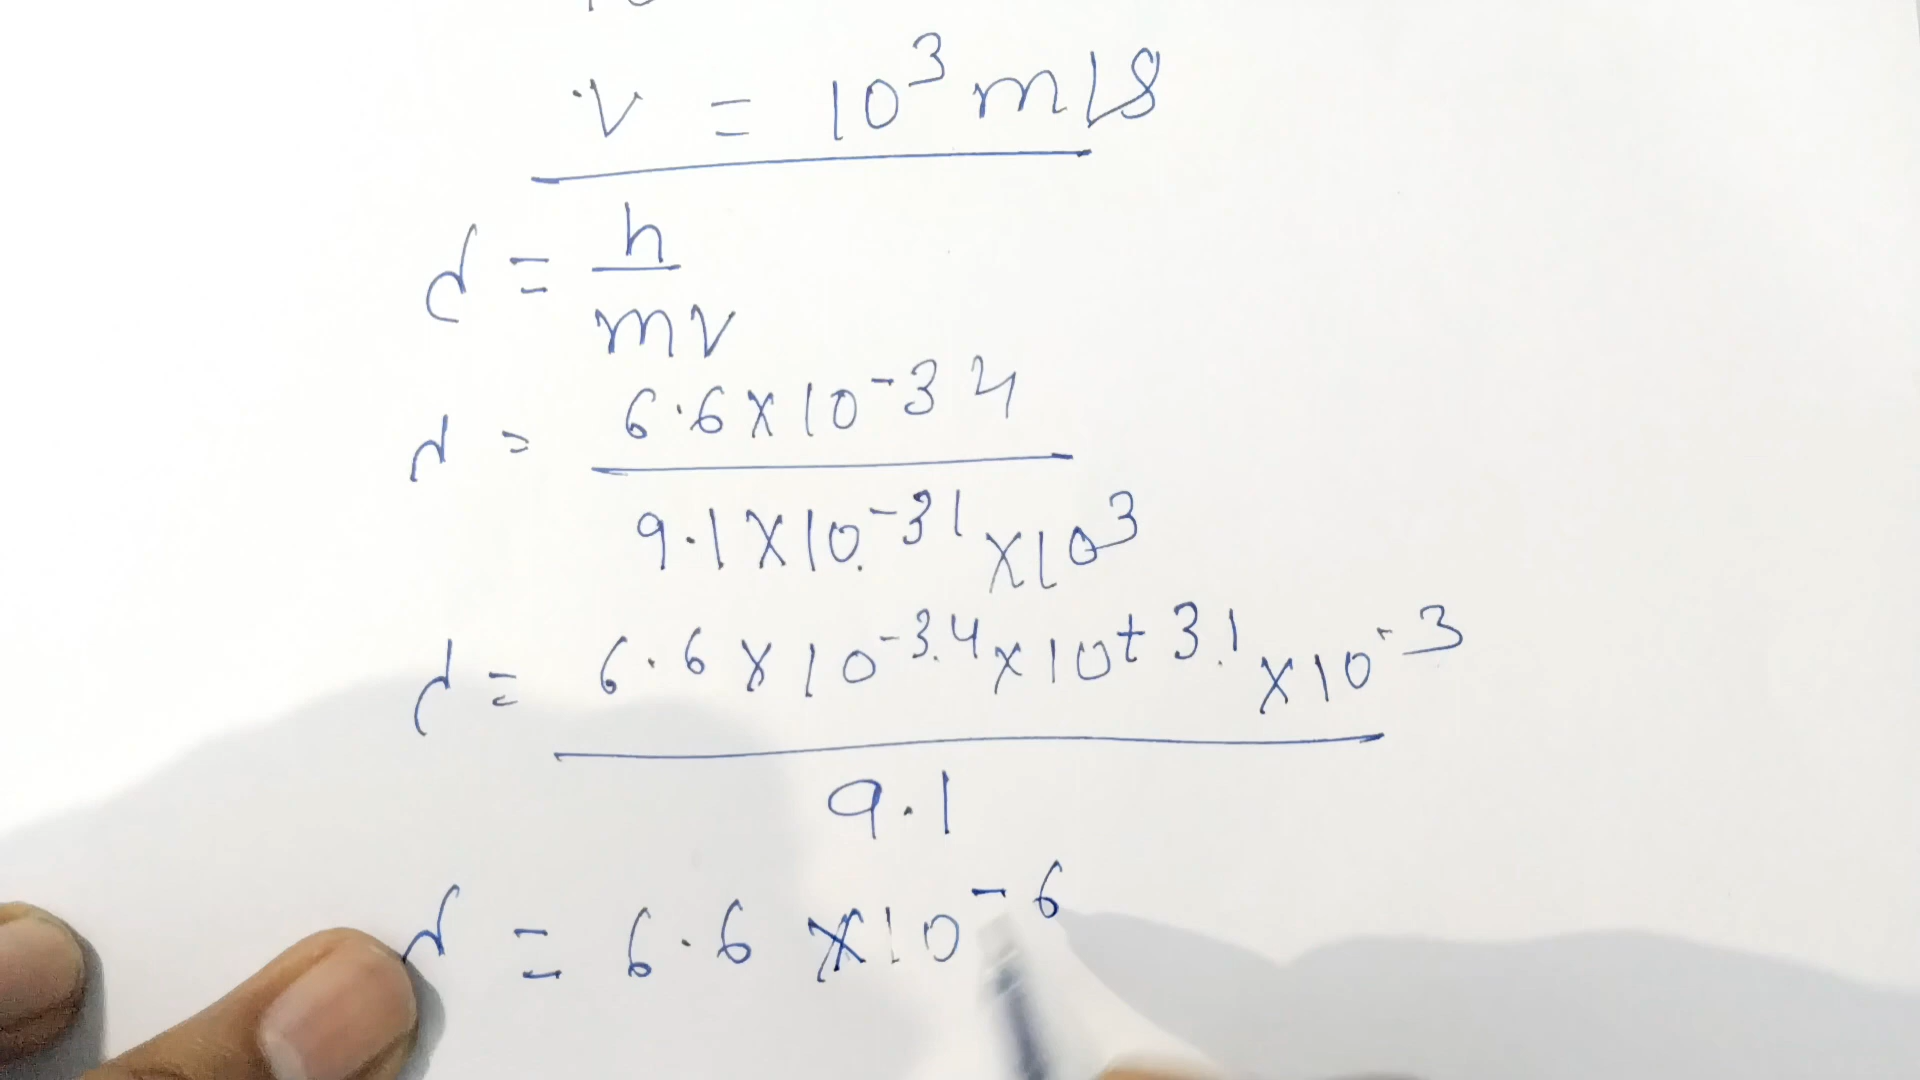 v = 10³ m/s
λ = h
mv
λ = 6.6 x 10⁻³⁴
9.1 x 10⁻³¹ x 10³
λ = 6.6 x 10⁻³⁴ x 10⁺³¹ x 10⁻³
9.1
λ = 6.6 x 10⁻⁶